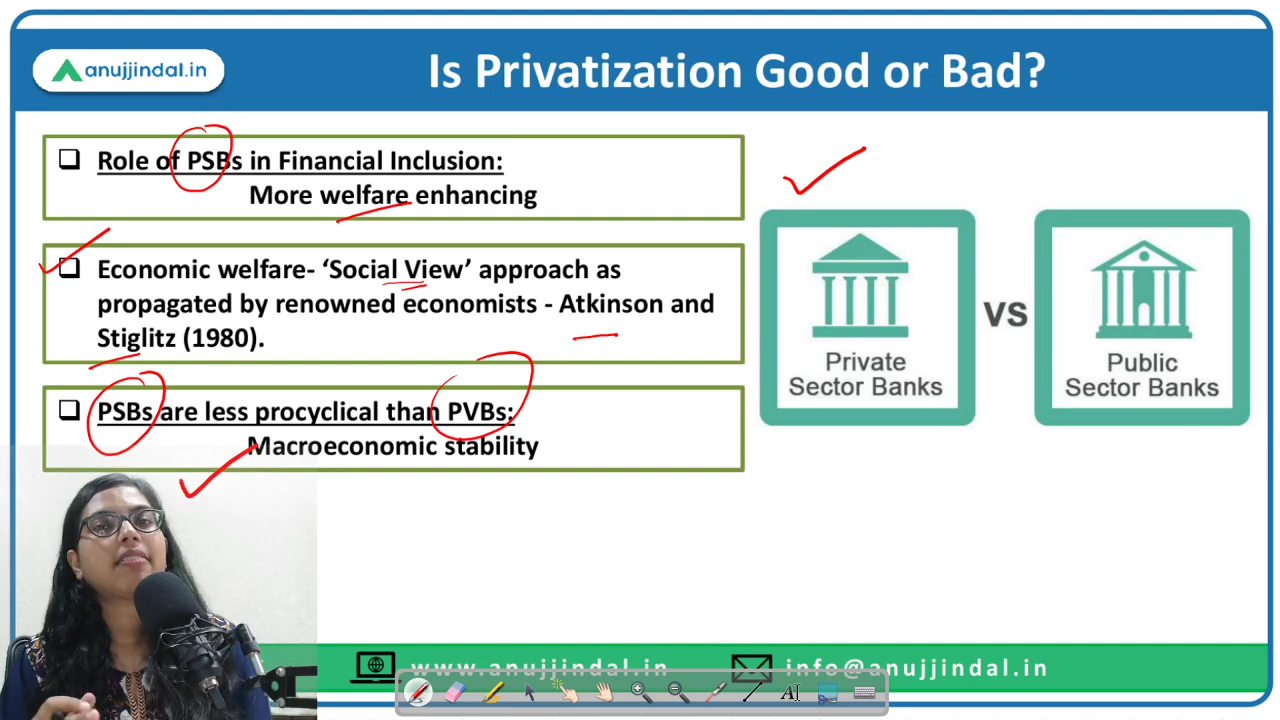 anujjindal.in
Is Privatization Good or Bad?
Role of PSBs in Financial Inclusion:
More welfare enhancing
Economic welfare- ‘Social View’ approach as
propagated by renowned economists - Atkinson and
Stiglitz (1980).
PSBs are less procyclical than PVBs:
Macroeconomic stability
Private
Sector Banks
vs
Public
Sector Banks
www.anujjindal.in
info@anujjindal.in
A